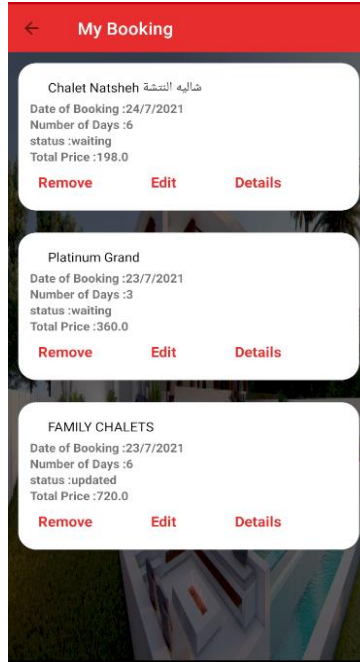 My Booking
Chalet Natsheh شاليه النتشة
Date of Booking :24/7/2021
Number of Days :6
status :waiting
Total Price :198.0
Remove Edit Details
Platinum Grand
Date of Booking :23/7/2021
Number of Days :3
status :waiting
Total Price :360.0
Remove Edit Details
FAMILY CHALETS
Date of Booking :23/7/2021
Number of Days :6
status :updated
Total Price :720.0
Remove Edit Details